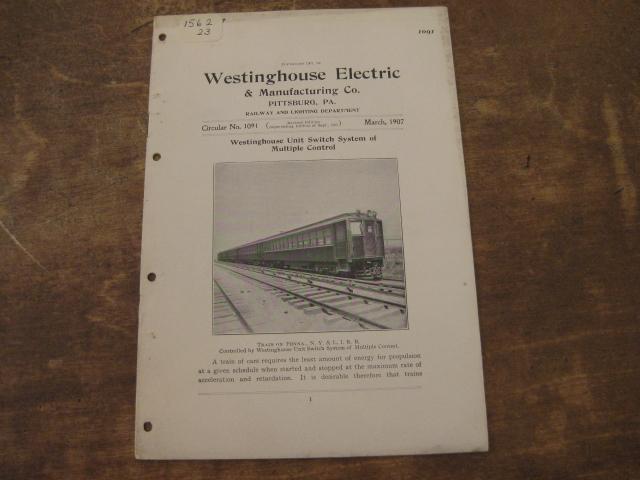 1562
23
1091
Westinghouse Electric
& Manufacturing Co.
PITTSBURG, PA.
RAILWAY AND LIGHTING DEPARTMENT
Circular No. 1091
March, 1907
Westinghouse Unit Switch System of
Multiple Control
TRAIN ON PENNA., N. Y. & L. I. R. R.
Controlled by Westinghouse Unit Switch System of Multiple Control.
A train of cars requires the least amount of energy for propulsion
at a given schedule when started and stopped at the maximum rate of
acceleration and retardation. It is desirable therefore that trains
1